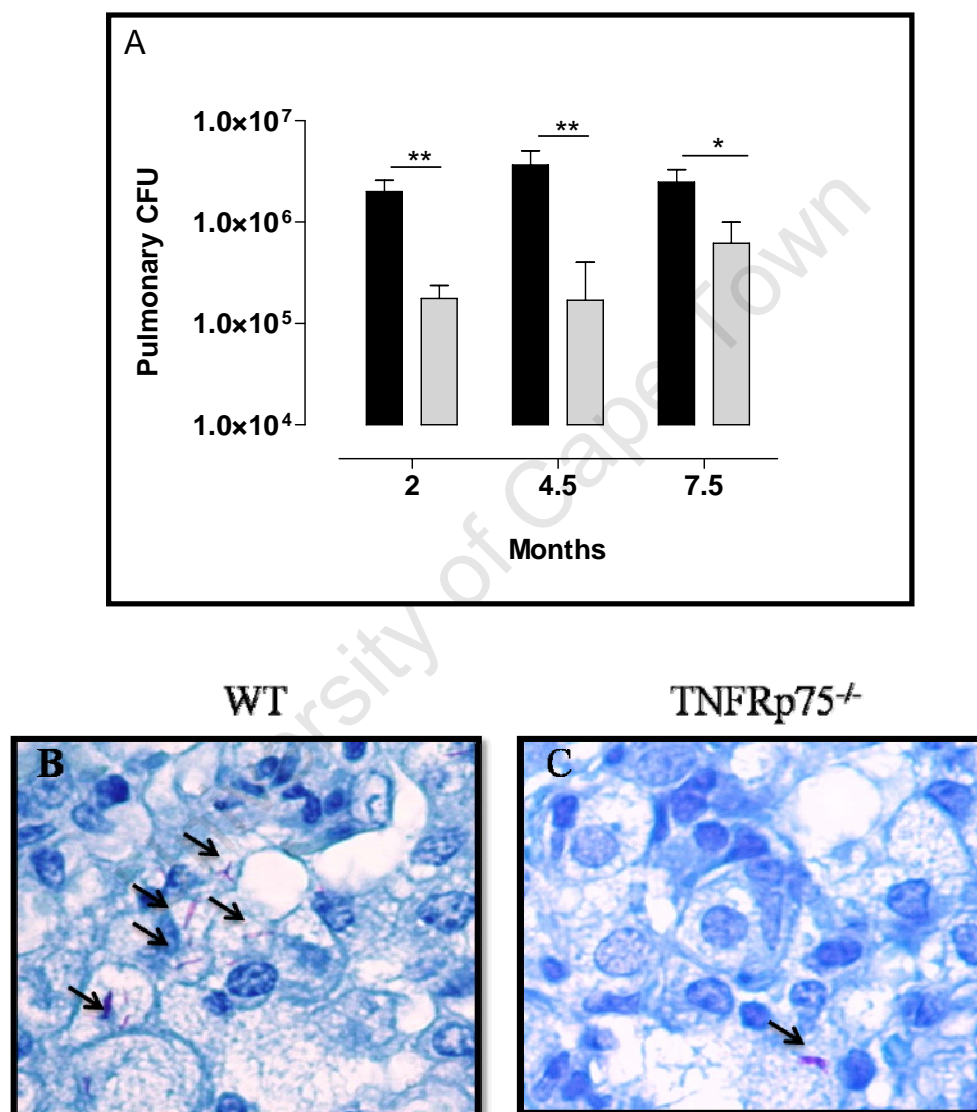 A
1.0×10⁷
1.0×10⁶
1.0×10⁵
1.0×10⁴
Pulmonary CFU
**
**
*
2 4.5 7.5
Months
University of Cape Town
WT TNFRp75⁻/⁻
B C